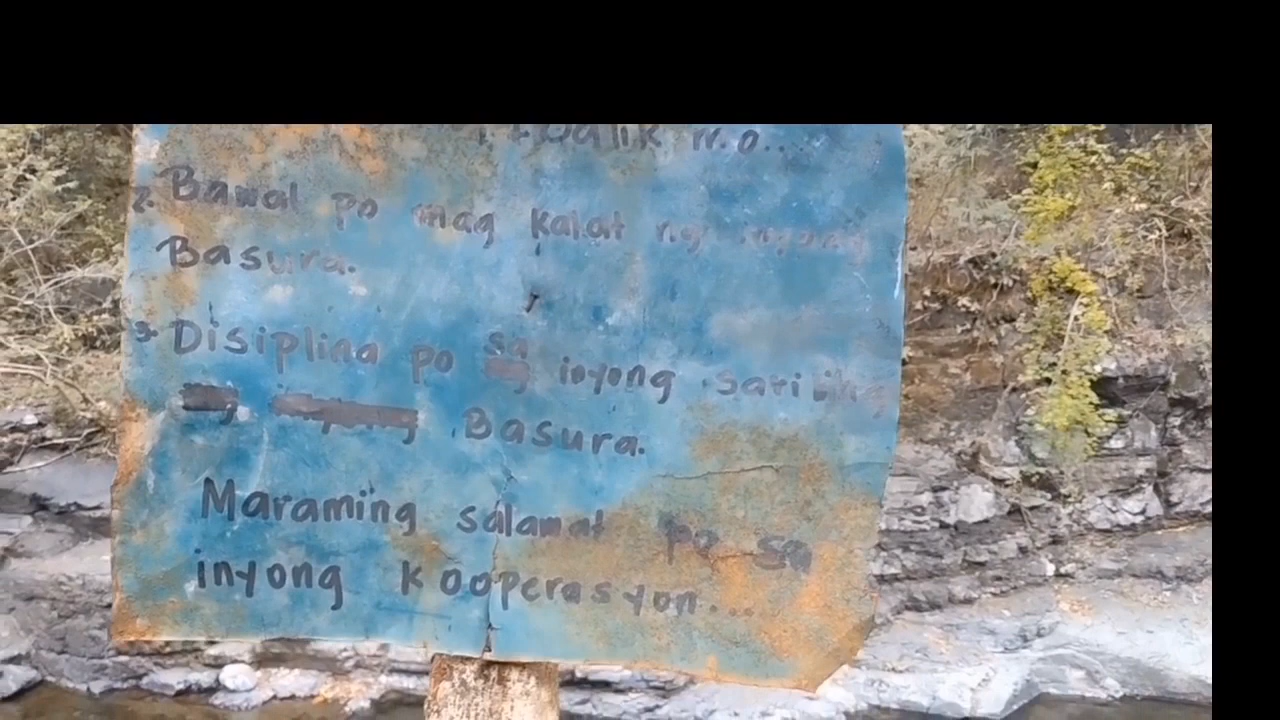 2. Bawal po mag kalat ng inyong
Basura.
3. Disiplina po sa inyong sariling
Basura.
Maraming salamat po sa
inyong kooperasyon...